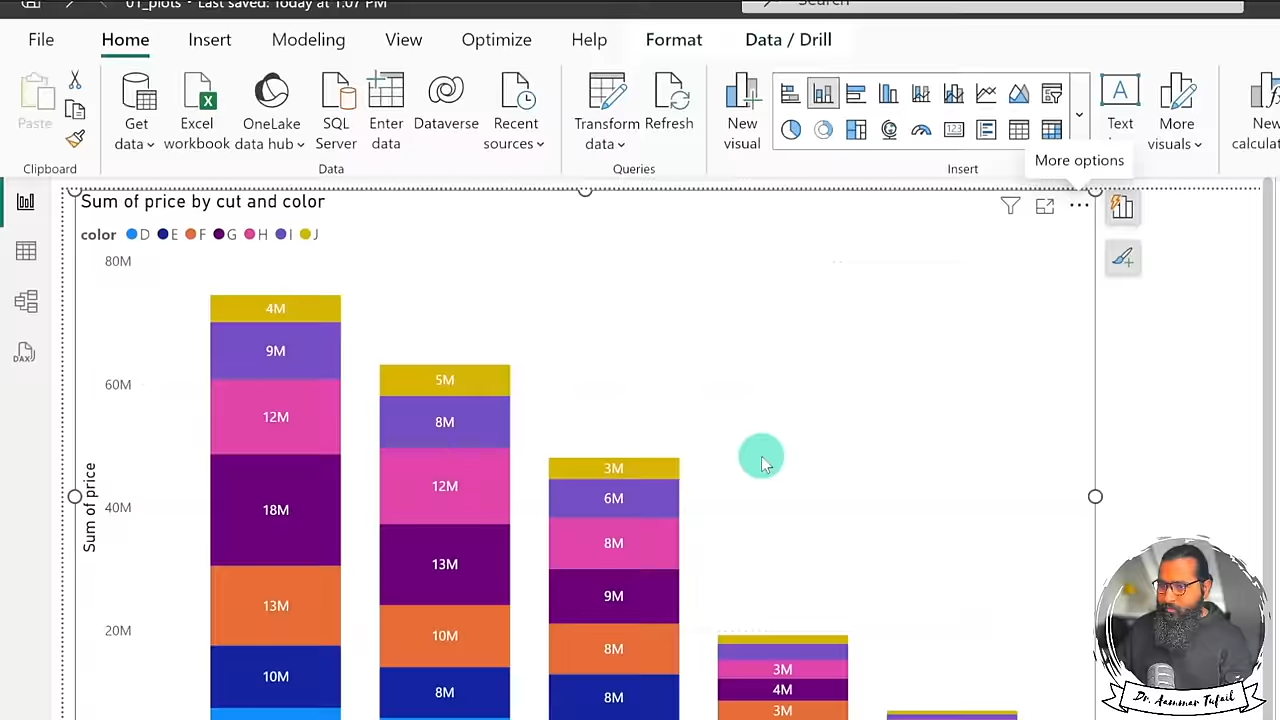 01_plots • Last saved: Today at 1:07 PM
Search
File Home Insert Modeling View Optimize Help Format Data / Drill
Paste
Get data
Excel workbook
OneLake data hub
SQL Server
Enter data
Dataverse
Recent sources
Transform data
Refresh
New visual
Text
More visuals
New
Clipboard
Data
Queries
Insert
More options
Sum of price by cut and color
color D E F G H I J
80M
60M
40M
20M
Sum of price
4M
9M
12M
18M
13M
10M
5M
8M
12M
13M
10M
8M
3M
6M
8M
9M
8M
8M
3M
4M
3M
DAX
Dr. Aammar Tufail